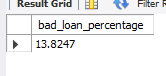 Result Grid Filter R
bad_loan_percentage
13.8247